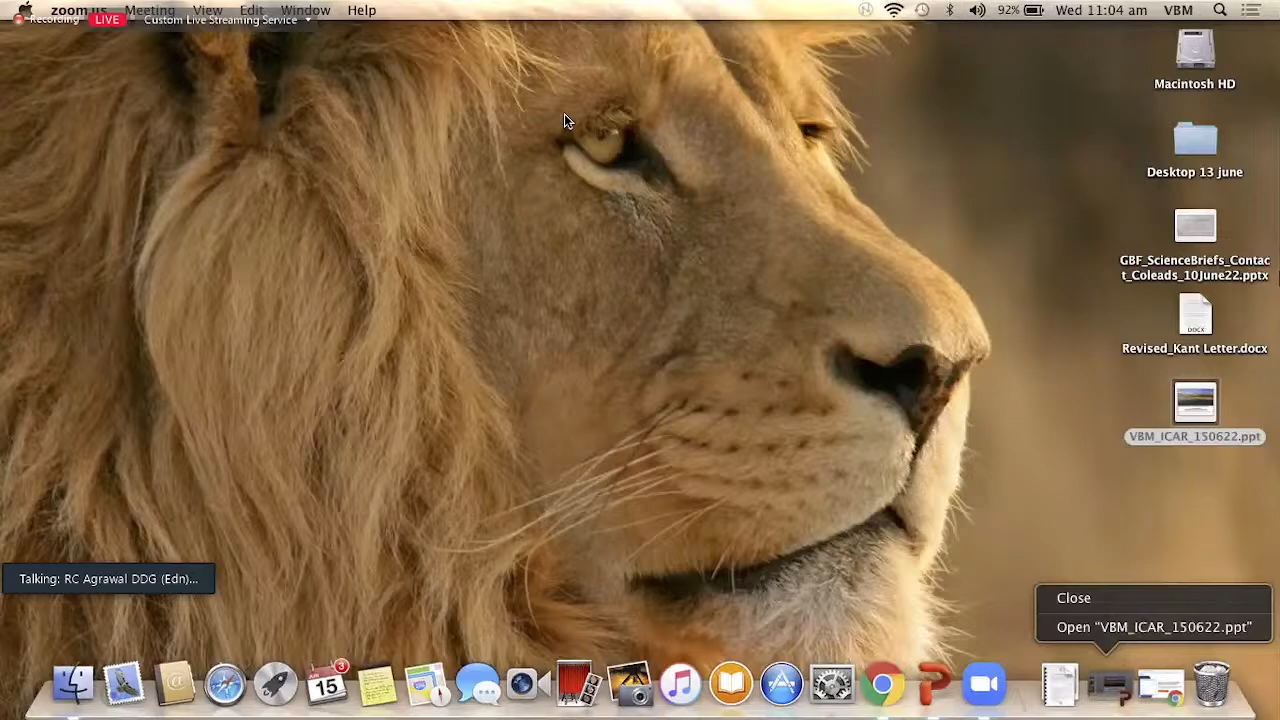 zoom.us Meeting View Edit Window Help 92% Wed 11:04 am VBM
Recording LIVE Custom Live Streaming Service
Macintosh HD
Desktop 13 june
GBF_ScienceBriefs_Contac
t_Coleads_10June22.pptx
DOCX
Revised_Kant Letter.docx
VBM_ICAR_150622.ppt
Talking: RC Agrawal DDG (Edn)...
Close
Open “VBM_ICAR_150622.ppt”
JUN
15
3